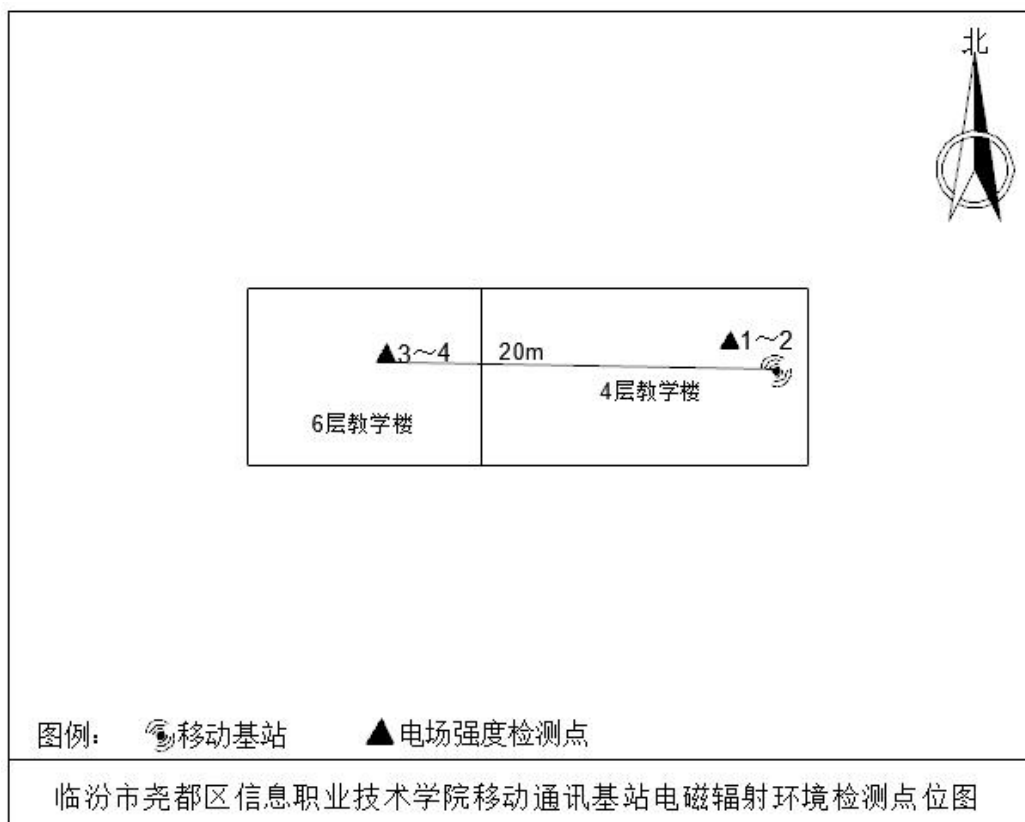 北
1～2
3～4
20m
4层教学楼
6层教学楼
图例： 移动基站 电场强度检测点
临汾市尧都区信息职业技术学院移动通讯基站电磁辐射环境检测点位图